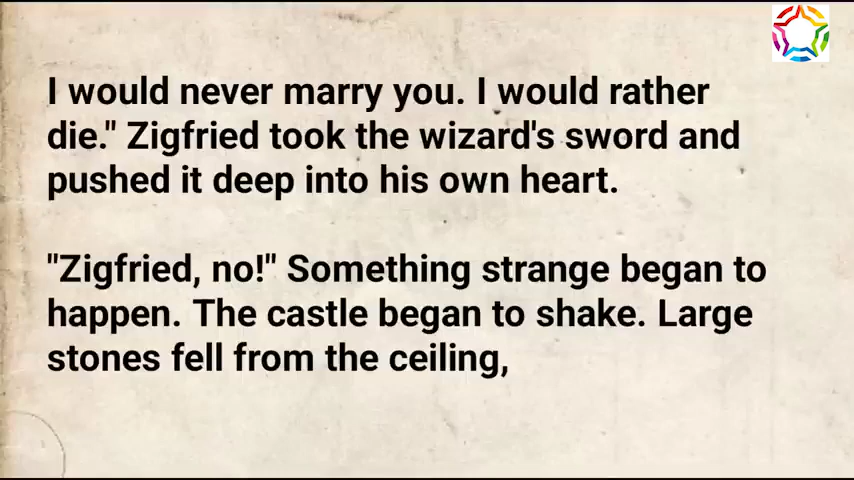 I would never marry you. I would rather
die." Zigfried took the wizard's sword and
pushed it deep into his own heart.
"Zigfried, no!" Something strange began to
happen. The castle began to shake. Large
stones fell from the ceiling,